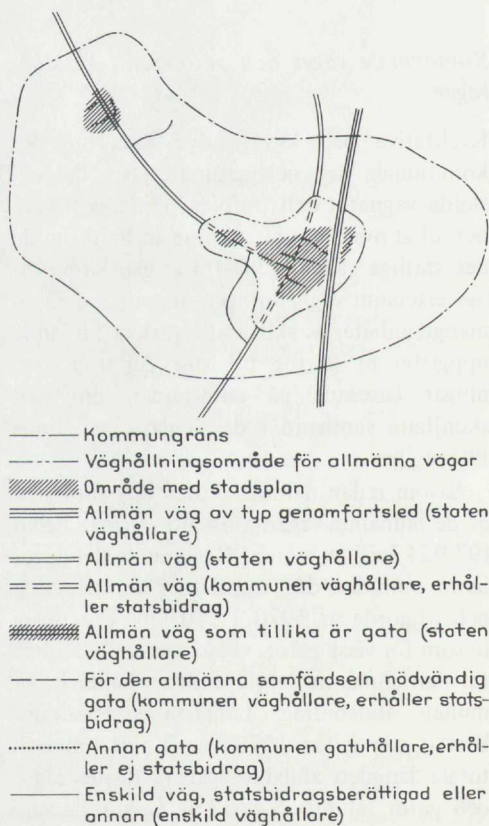 Kommungräns
Väghållningsområde för allmänna vägar
Område med stadsplan
Allmän väg av typ genomfartsled (staten
väghållare)
Allmän väg (staten väghållare)
Allmän väg (kommunen väghållare, erhål-
ler statsbidrag)
Allmän väg som tillika är gata (staten
väghållare)
För den allmänna samfärdseln nödvändig
gata (kommunen väghållare, erhåller stats-
bidrag)
Annan gata (kommunen gatuhållare, erhål-
ler ej statsbidrag)
Enskild väg, statsbidragsberättigad eller
annan (enskild väghållare)